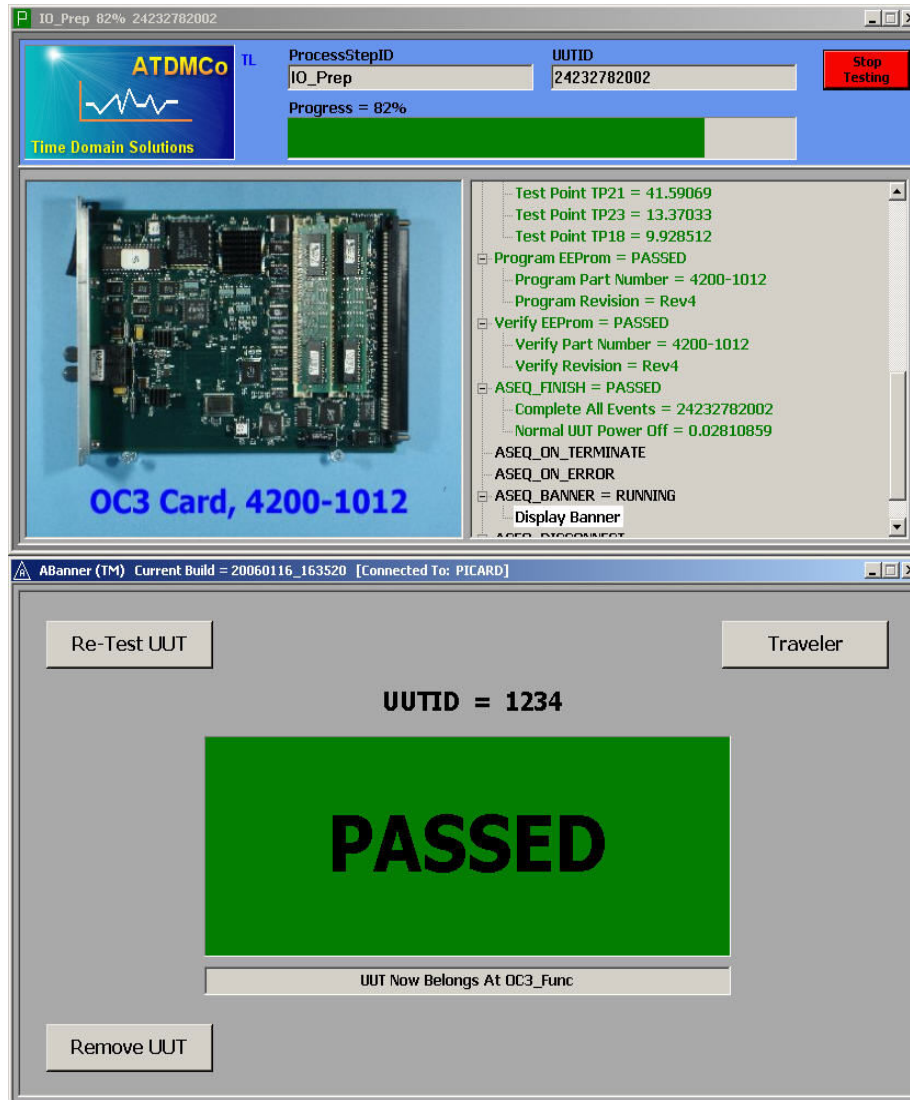 IO_Prep 82% 24232782002
ATDMCo
Time Domain Solutions
TL
ProcessStepID
IO_Prep
UUTID
24232782002
Stop
Testing
Progress = 82%
OC3 Card, 4200-1012
Test Point TP21 = 41.59069
Test Point TP23 = 13.37033
Test Point TP18 = 9.928512
Program EEProm = PASSED
Program Part Number = 4200-1012
Program Revision = Rev4
Verify EEProm = PASSED
Verify Part Number = 4200-1012
Verify Revision = Rev4
ASEQ_FINISH = PASSED
Complete All Events = 24232782002
Normal UUT Power Off = 0.02810859
ASEQ_ON_TERMINATE
ASEQ_ON_ERROR
ASEQ_BANNER = RUNNING
Display Banner
ASEQ_DISCONNECT
ABanner (TM) Current Build = 20060116_163520 [Connected To: PICARD]
Re-Test UUT
Traveler
UUTID = 1234
PASSED
UUT Now Belongs At OC3_Func
Remove UUT